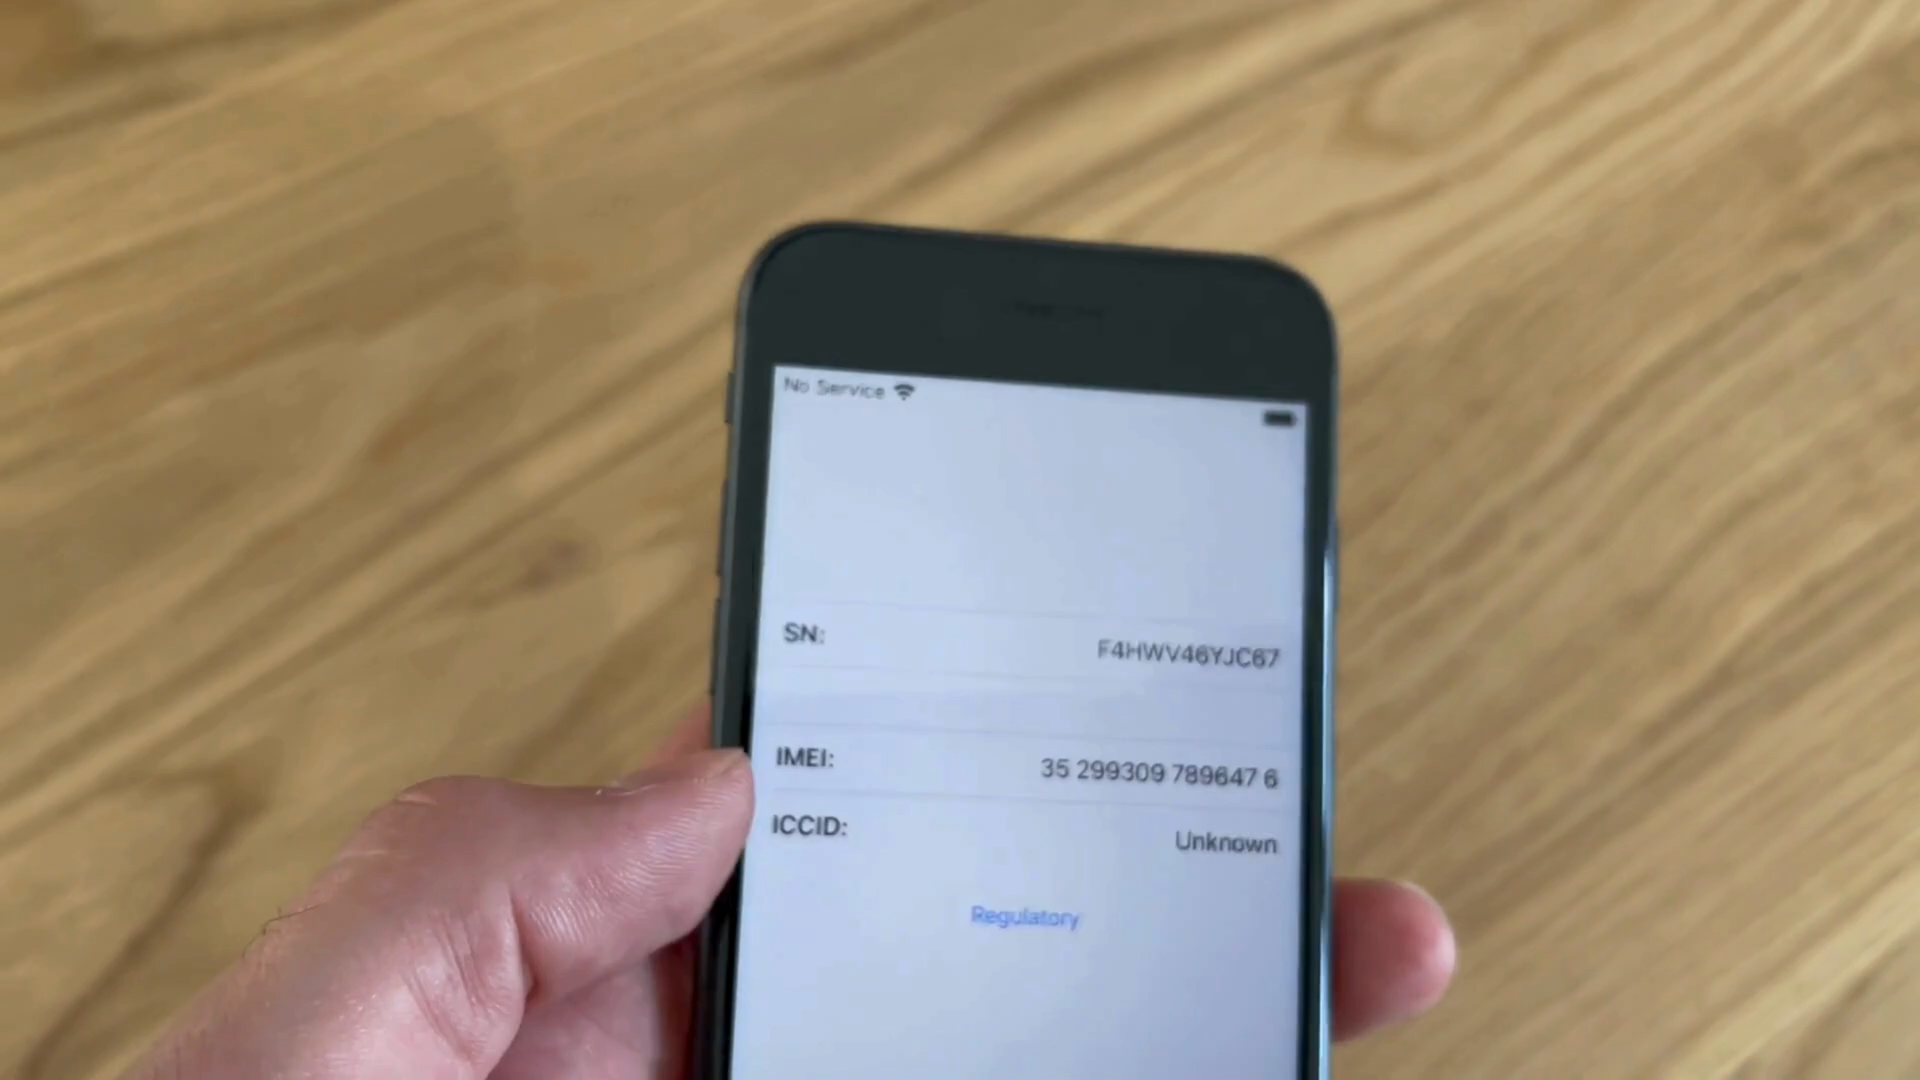 No Service
SN: F4HWV46YJC67
IMEI: 35 299309 789647 6
ICCID: Unknown
Regulatory